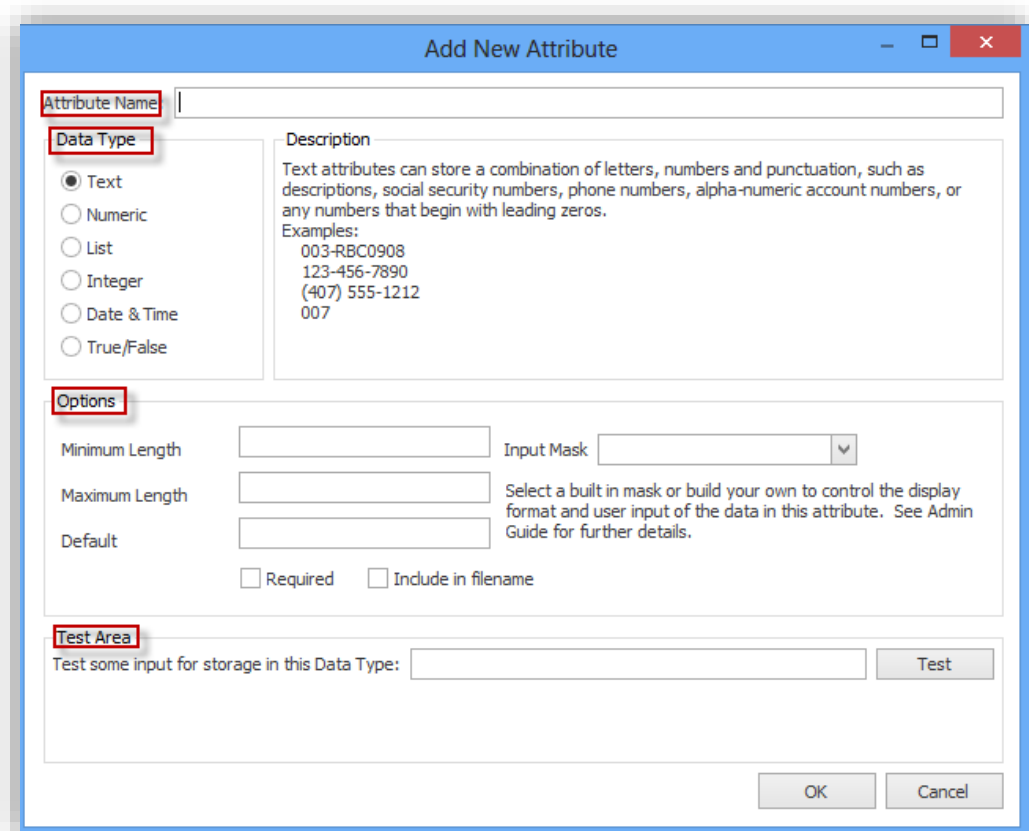 Add New Attribute
Attribute Name
Data Type
Text
Numeric
List
Integer
Date & Time
True/False
Description
Text attributes can store a combination of letters, numbers and punctuation, such as
descriptions, social security numbers, phone numbers, alpha-numeric account numbers, or
any numbers that begin with leading zeros.
Examples:
003-RBC0908
123-456-7890
(407) 555-1212
007
Options
Minimum Length
Maximum Length
Default
Input Mask
Select a built in mask or build your own to control the display
format and user input of the data in this attribute. See Admin
Guide for further details.
Required
Include in filename
Test Area
Test some input for storage in this Data Type:
Test
OK
Cancel